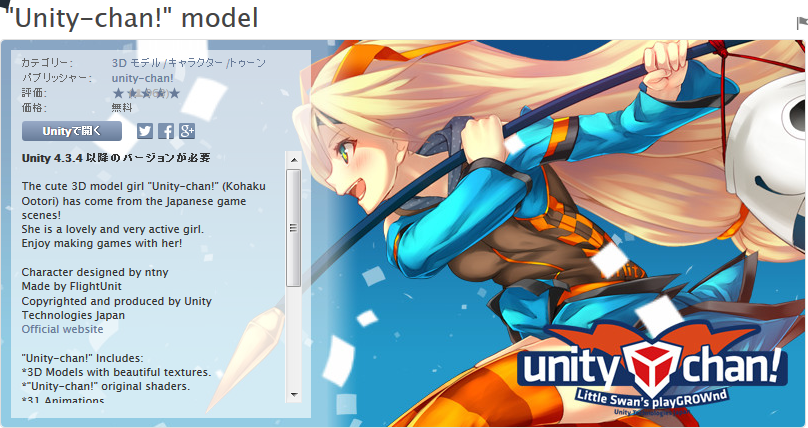 "Unity-chan!" model
カテゴリー: 3D モデル/キャラクター/トゥーン
パブリッシャー: unity-chan!
評価: ★★★★★
価格: 無料
Unityで開く
Unity 4.3.4 以降のバージョンが必要
The cute 3D model girl "Unity-chan!" (Kohaku
Ootori) has come from the Japanese game
scenes!
She is a lovely and very active girl.
Enjoy making games with her!
Character designed by ntny
Made by FlightUnit
Copyrighted and produced by Unity
Technologies Japan
Official website
"Unity-chan!" Includes:
*3D Models with beautiful textures.
*"Unity-chan!" original shaders.
*31 Animations
unity chan!
Little Swan's playGROWnd